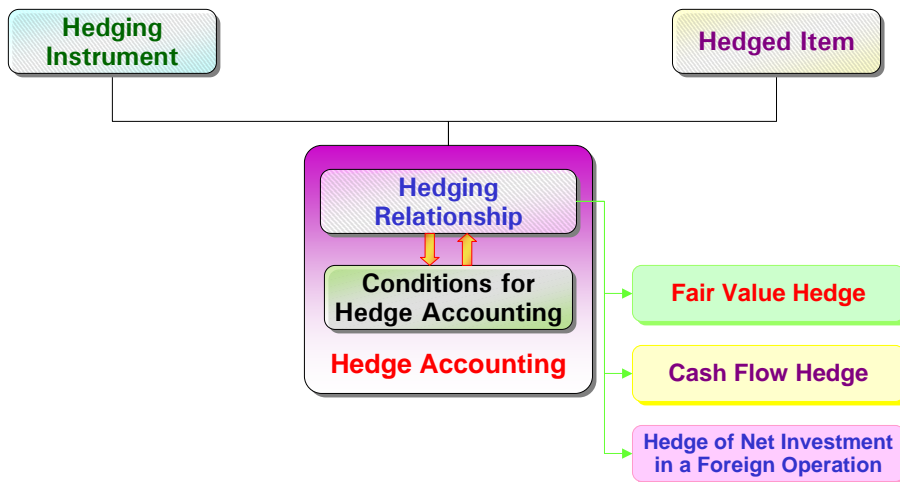 Hedging
Instrument
Hedged Item
Hedging
Relationship
Conditions for
Hedge Accounting
Hedge Accounting
Fair Value Hedge
Cash Flow Hedge
Hedge of Net Investment
in a Foreign Operation